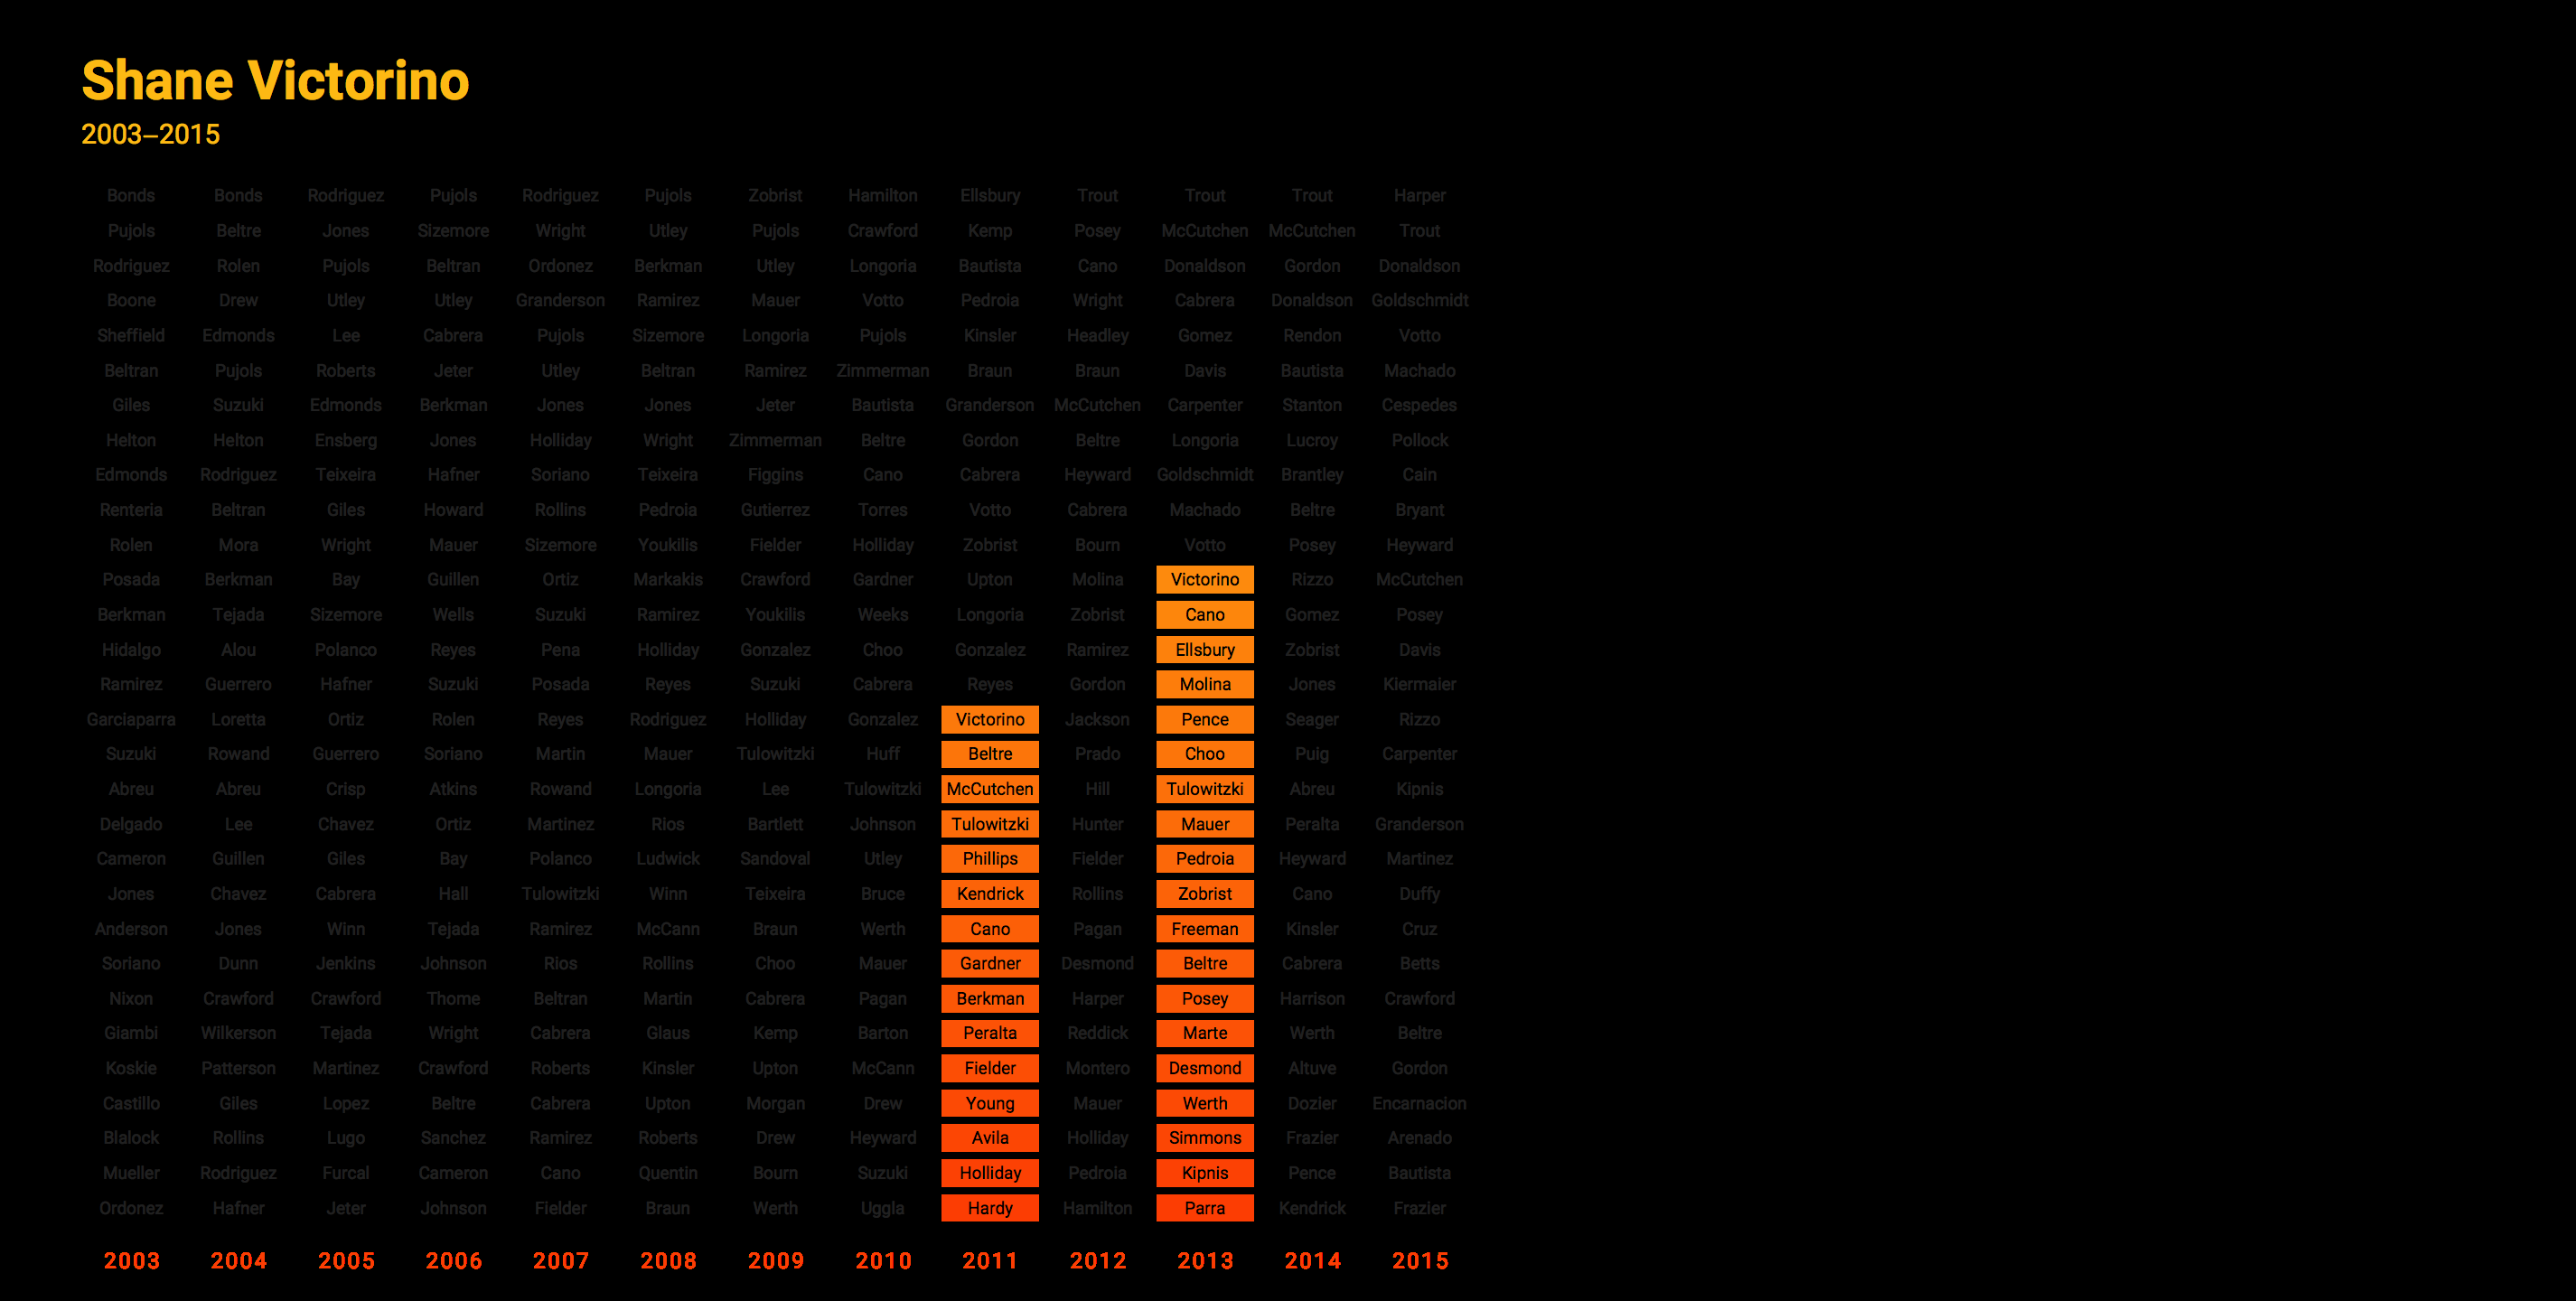 Shane Victorino
2003–2015
Bonds Bonds Rodriguez Pujols Rodriguez Pujols Zobrist Hamilton Ellsbury Trout Trout Trout Harper
Pujols Beltre Jones Sizemore Wright Utley Pujols Crawford Kemp Posey McCutchen McCutchen Trout
Rodriguez Rolen Pujols Beltran Ordonez Berkman Utley Longoria Bautista Cano Donaldson Gordon Donaldson
Boone Drew Utley Utley Granderson Ramirez Mauer Votto Pedroia Wright Cabrera Donaldson Goldschmidt
Sheffield Edmonds Lee Cabrera Pujols Sizemore Longoria Pujols Kinsler Headley Gomez Rendon Votto
Beltran Pujols Roberts Jeter Utley Beltran Ramirez Zimmerman Braun Braun Davis Bautista Machado
Giles Suzuki Edmonds Berkman Jones Jones Jeter Bautista Granderson McCutchen Carpenter Stanton Cespedes
Helton Helton Ensberg Jones Holliday Wright Zimmerman Beltre Gordon Beltre Longoria Lucroy Pollock
Edmonds Rodriguez Teixeira Hafner Soriano Teixeira Figgins Cano Cabrera Heyward Goldschmidt Brantley Cain
Renteria Beltran Giles Howard Rollins Pedroia Gutierrez Torres Votto Cabrera Machado Beltre Bryant
Rolen Mora Wright Mauer Sizemore Youkilis Fielder Holliday Zobrist Bourn Votto Posey Heyward
Posada Berkman Bay Guillen Ortiz Markakis Crawford Gardner Upton Molina Victorino Rizzo McCutchen
Berkman Tejada Sizemore Wells Suzuki Ramirez Youkilis Weeks Longoria Zobrist Cano Gomez Posey
Hidalgo Alou Polanco Reyes Pena Holliday Gonzalez Choo Gonzalez Ramirez Ellsbury Zobrist Davis
Ramirez Guerrero Hafner Suzuki Posada Reyes Suzuki Cabrera Reyes Gordon Molina Jones Kiermaier
Garciaparra Loretta Ortiz Rolen Reyes Rodriguez Holliday Gonzalez Victorino Jackson Pence Seager Rizzo
Suzuki Rowand Guerrero Soriano Martin Mauer Tulowitzki Huff Beltre Prado Choo Puig Carpenter
Abreu Abreu Crisp Atkins Rowand Longoria Lee Tulowitzki McCutchen Hill Tulowitzki Abreu Kipnis
Delgado Lee Chavez Ortiz Martinez Rios Bartlett Johnson Tulowitzki Hunter Mauer Peralta Granderson
Cameron Guillen Giles Bay Polanco Ludwick Sandoval Utley Phillips Fielder Pedroia Heyward Martinez
Jones Chavez Cabrera Hall Tulowitzki Winn Teixeira Bruce Kendrick Rollins Zobrist Cano Duffy
Anderson Jones Winn Tejada Ramirez McCann Braun Werth Cano Pagan Freeman Kinsler Cruz
Soriano Dunn Jenkins Johnson Rios Rollins Choo Mauer Gardner Desmond Beltre Cabrera Betts
Nixon Crawford Crawford Thome Beltran Martin Cabrera Pagan Berkman Harper Posey Harrison Crawford
Giambi Wilkerson Tejada Wright Cabrera Glaus Kemp Barton Peralta Reddick Marte Werth Beltre
Koskie Patterson Martinez Crawford Roberts Kinsler Upton McCann Fielder Montero Desmond Altuve Gordon
Castillo Giles Lopez Beltre Cabrera Upton Morgan Drew Young Mauer Werth Dozier Encarnacion
Blalock Rollins Lugo Sanchez Ramirez Roberts Drew Heyward Avila Holliday Simmons Frazier Arenado
Mueller Rodriguez Furcal Cameron Cano Quentin Bourn Suzuki Holliday Pedroia Kipnis Pence Bautista
Ordonez Hafner Jeter Johnson Fielder Braun Werth Uggla Hardy Hamilton Parra Kendrick Frazier
2003 2004 2005 2006 2007 2008 2009 2010 2011 2012 2013 2014 2015